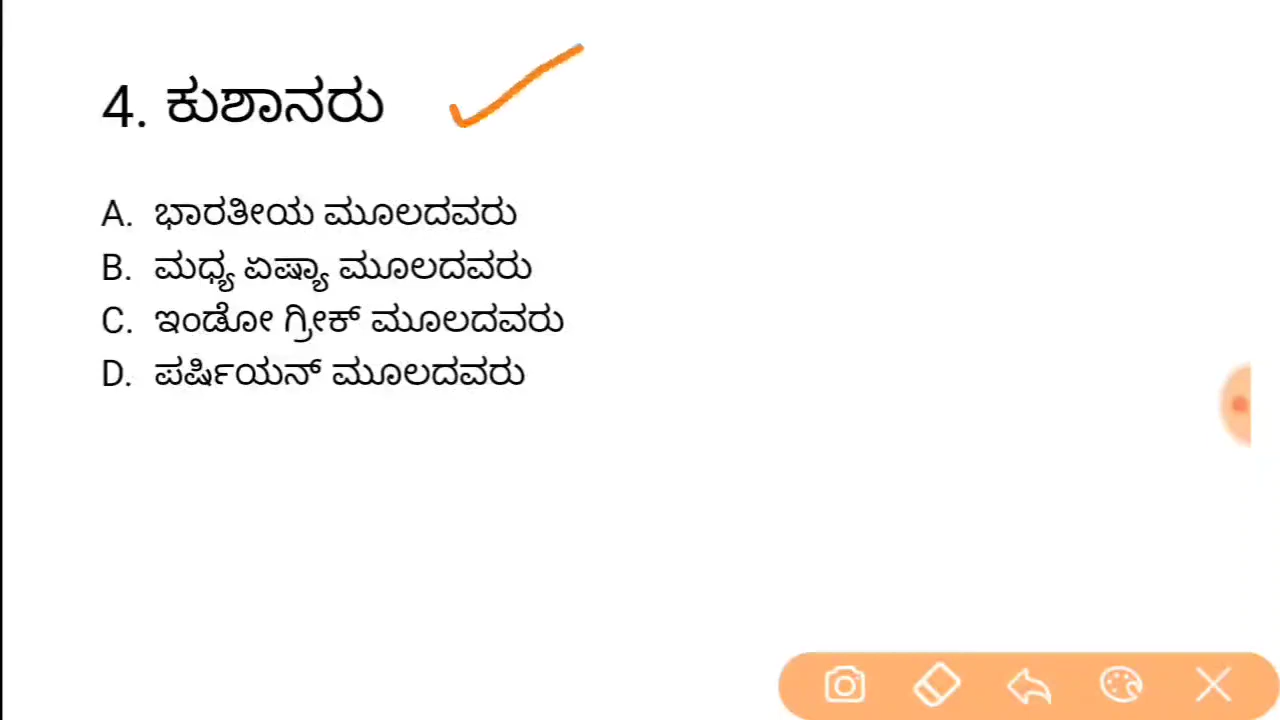 4. ಕುಶಾನರು
A. ಭಾರತೀಯ ಮೂಲದವರು
B. ಮಧ್ಯ ಏಷ್ಯಾ ಮೂಲದವರು
C. ಇಂಡೋ ಗ್ರೀಕ್ ಮೂಲದವರು
D. ಪರ್ಷಿಯನ್ ಮೂಲದವರು